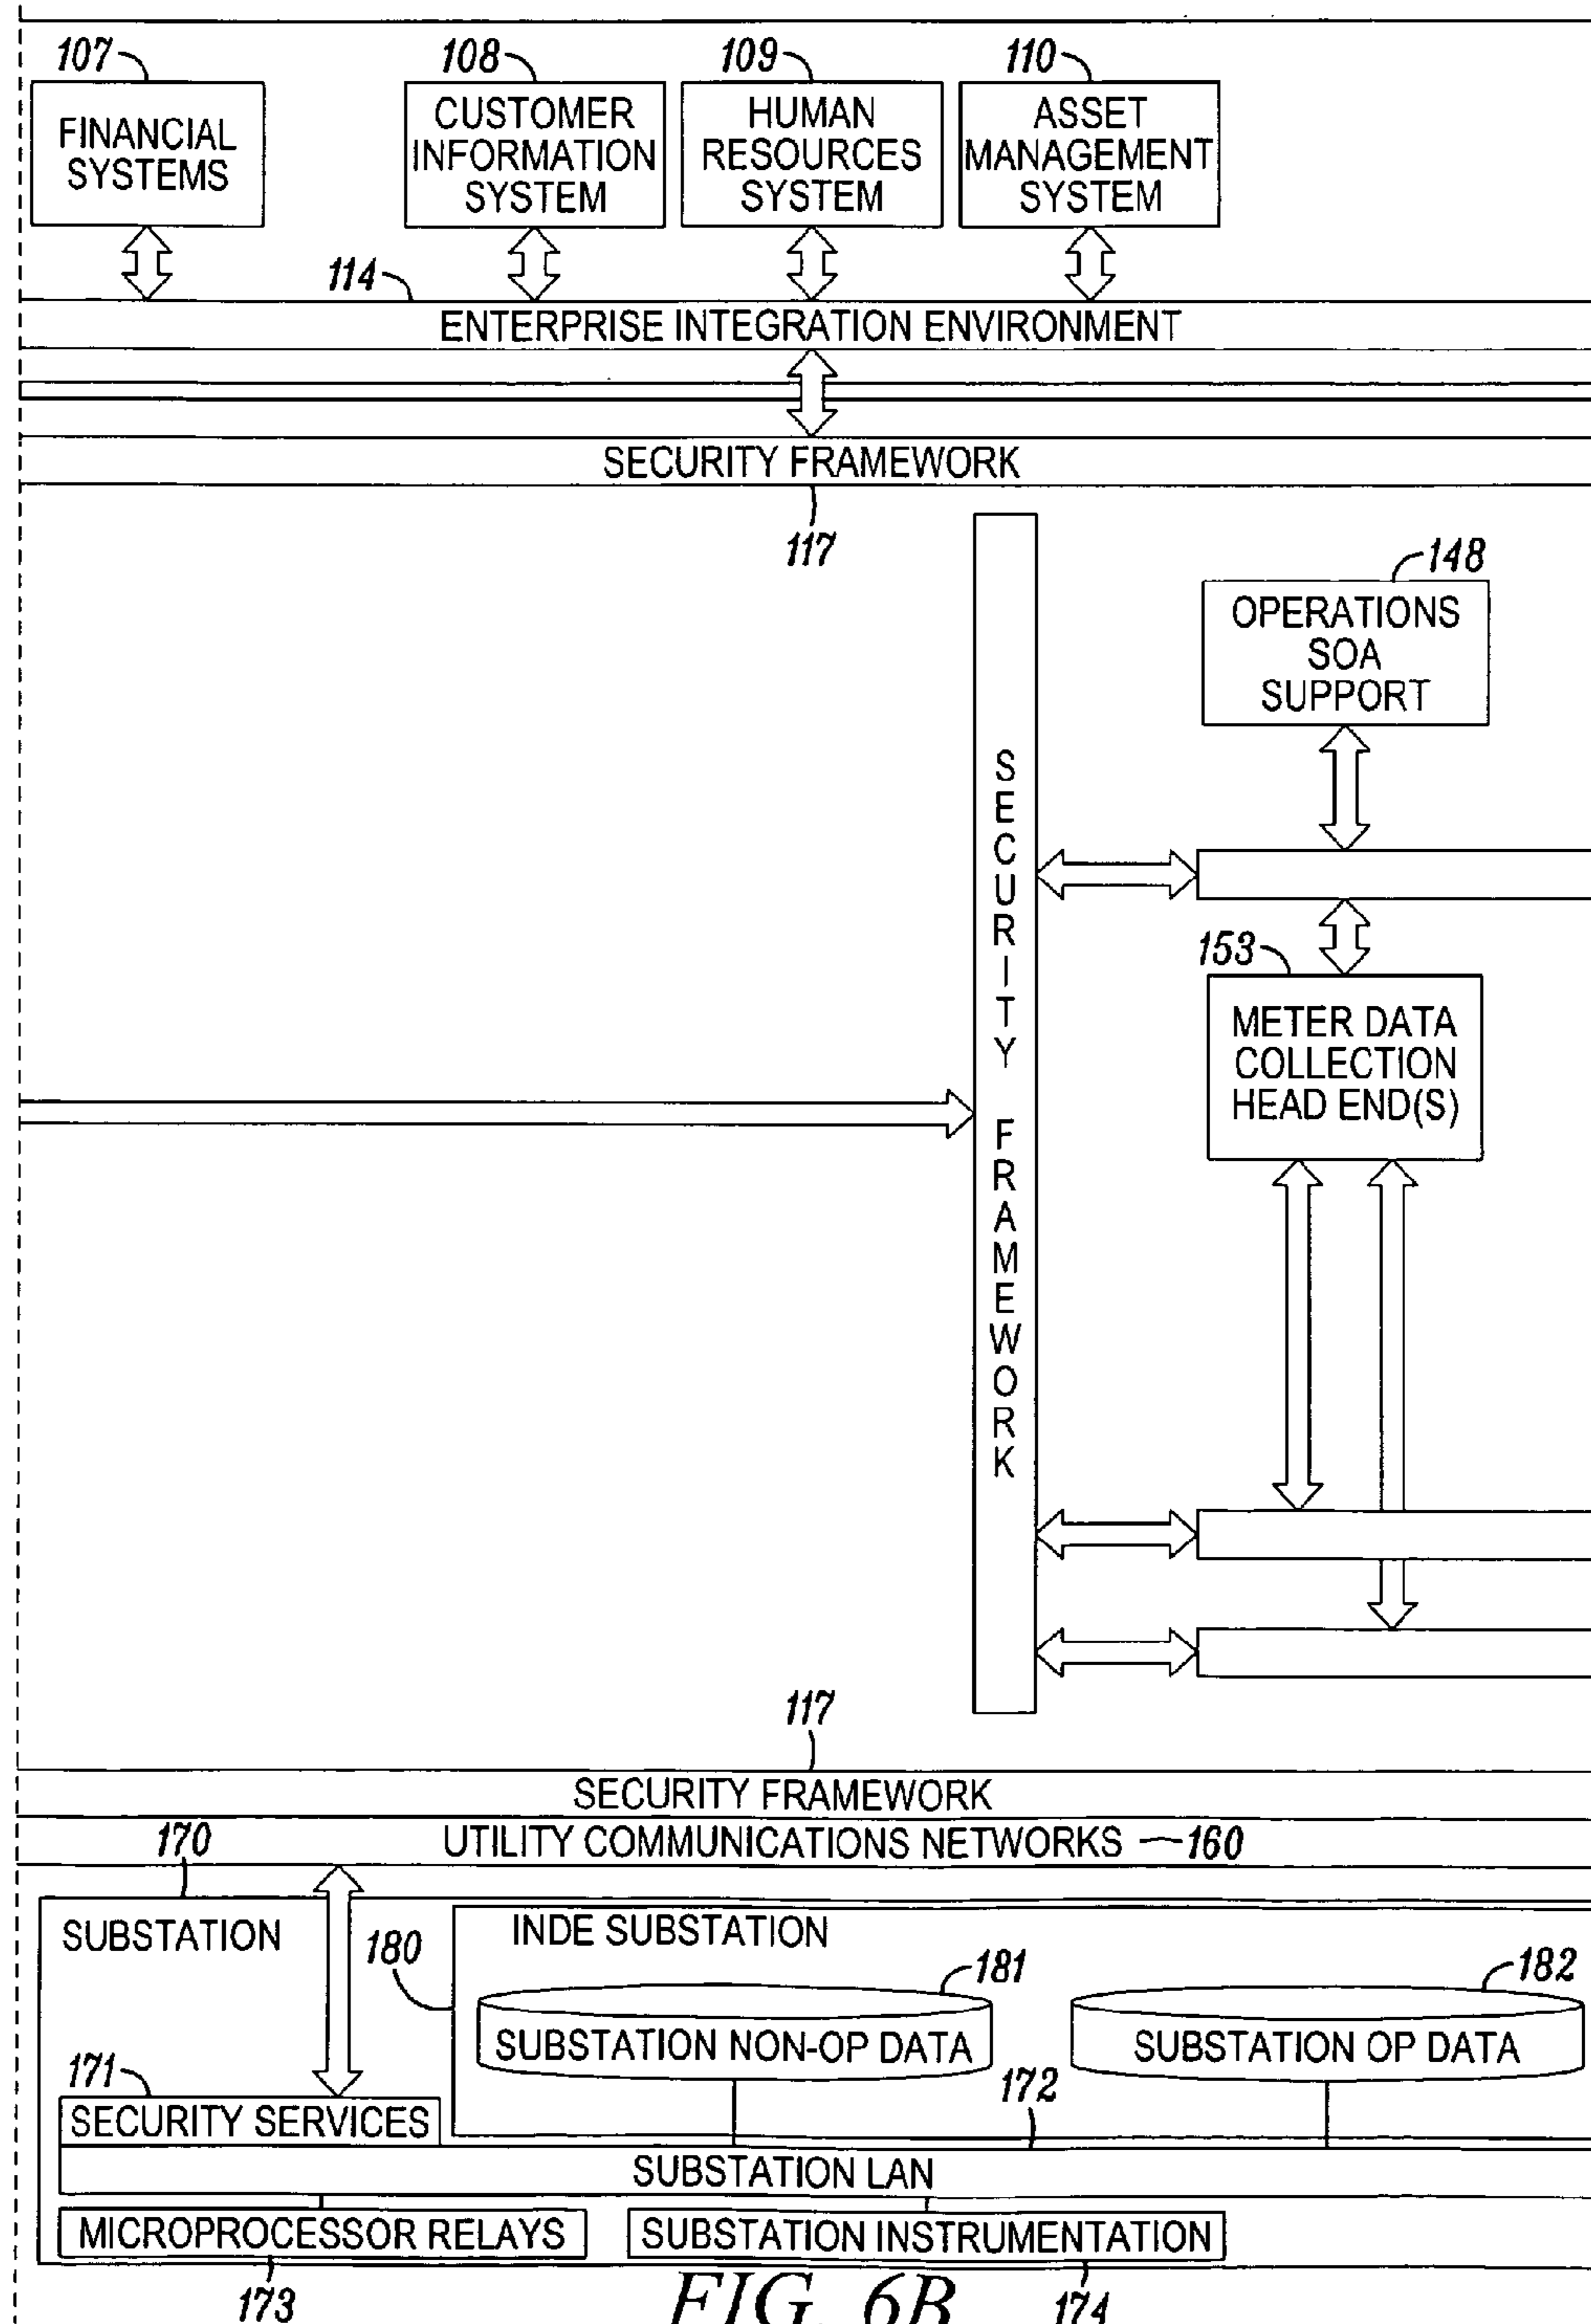 107
108
109
110
FINANCIAL
SYSTEMS
CUSTOMER
INFORMATION
SYSTEM
HUMAN
RESOURCES
SYSTEM
ASSET
MANAGEMENT
SYSTEM
114
ENTERPRISE INTEGRATION ENVIRONMENT
SECURITY FRAMEWORK
117
148
OPERATIONS
SOA
SUPPORT
SECURITY FRAMEWORK
153
METER DATA
COLLECTION
HEAD END(S)
117
SECURITY FRAMEWORK
170
UTILITY COMMUNICATIONS NETWORKS 160
SUBSTATION
180
INDE SUBSTATION
181
182
SUBSTATION NON-OP DATA
SUBSTATION OP DATA
171
172
SECURITY SERVICES
SUBSTATION LAN
MICROPROCESSOR RELAYS
SUBSTATION INSTRUMENTATION
173
FIG. 6B
174